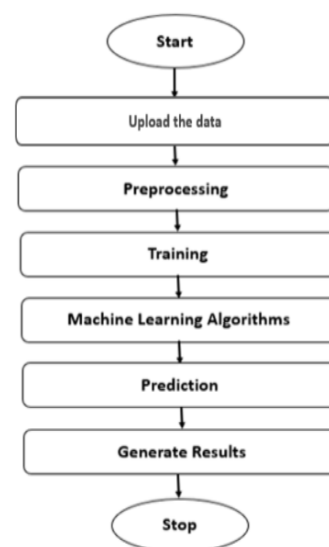 Start
Upload the data
Preprocessing
Training
Machine Learning Algorithms
Prediction
Generate Results
Stop